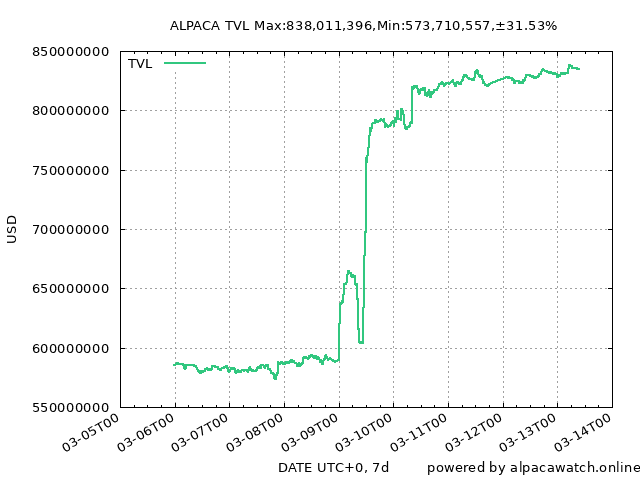 ALPACA TVL Max:838,011,396,Min:573,710,557,±31.53%
TVL
850000000
800000000
750000000
700000000
650000000
600000000
550000000
USD
03-05T00
03-06T00
03-07T00
03-08T00
03-09T00
03-10T00
03-11T00
03-12T00
03-13T00
03-14T00
DATE UTC+0, 7d
powered by alpacawatch.online